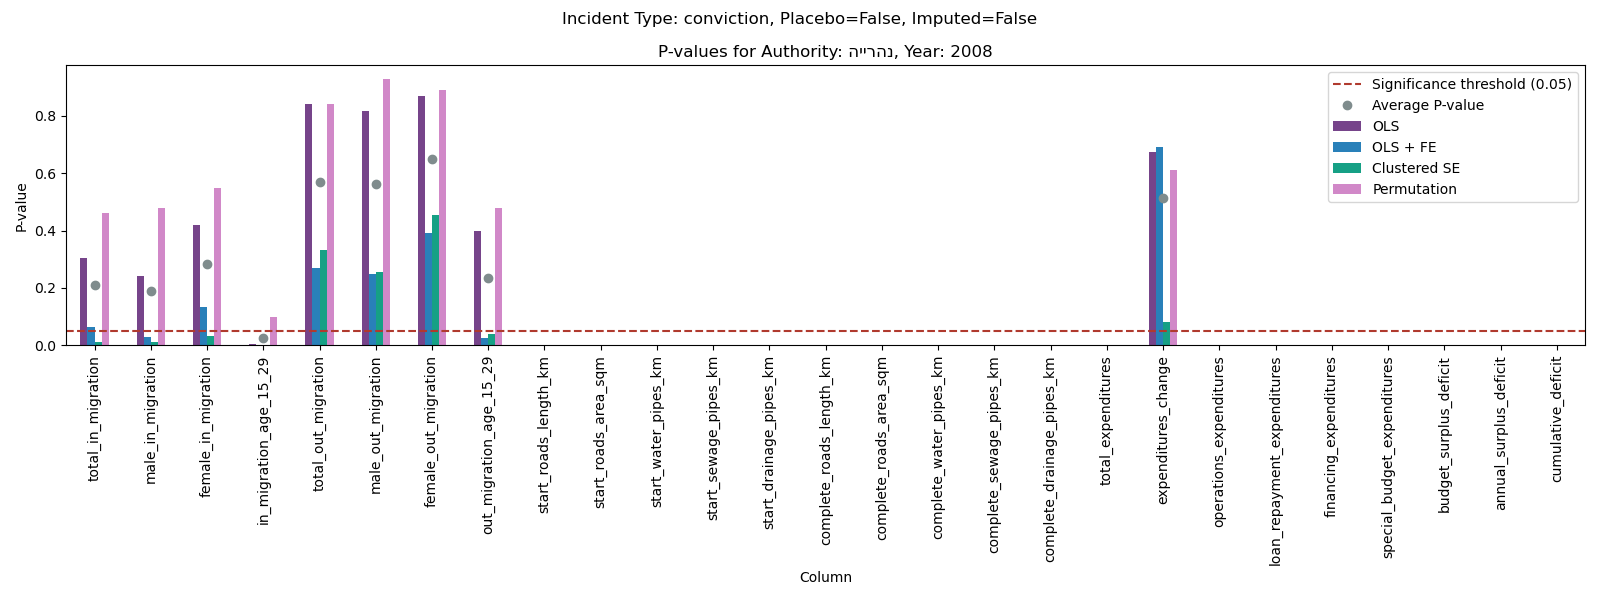 Incident Type: conviction, Placebo=False, Imputed=False
P-values for Authority: נהרייה, Year: 2008
Significance threshold (0.05)
Average P-value
OLS
OLS + FE
Clustered SE
Permutation
P-value
0.8
0.6
0.4
0.2
0.0
total_in_migration
male_in_migration
female_in_migration
in_migration_age_15_29
total_out_migration
male_out_migration
female_out_migration
out_migration_age_15_29
start_roads_length_km
start_roads_area_sqm
start_water_pipes_km
start_sewage_pipes_km
start_drainage_pipes_km
complete_roads_length_km
complete_roads_area_sqm
complete_water_pipes_km
complete_sewage_pipes_km
complete_drainage_pipes_km
total_expenditures
expenditures_change
operations_expenditures
loan_repayment_expenditures
financing_expenditures
special_budget_expenditures
budget_surplus_deficit
annual_surplus_deficit
cumulative_deficit
Column